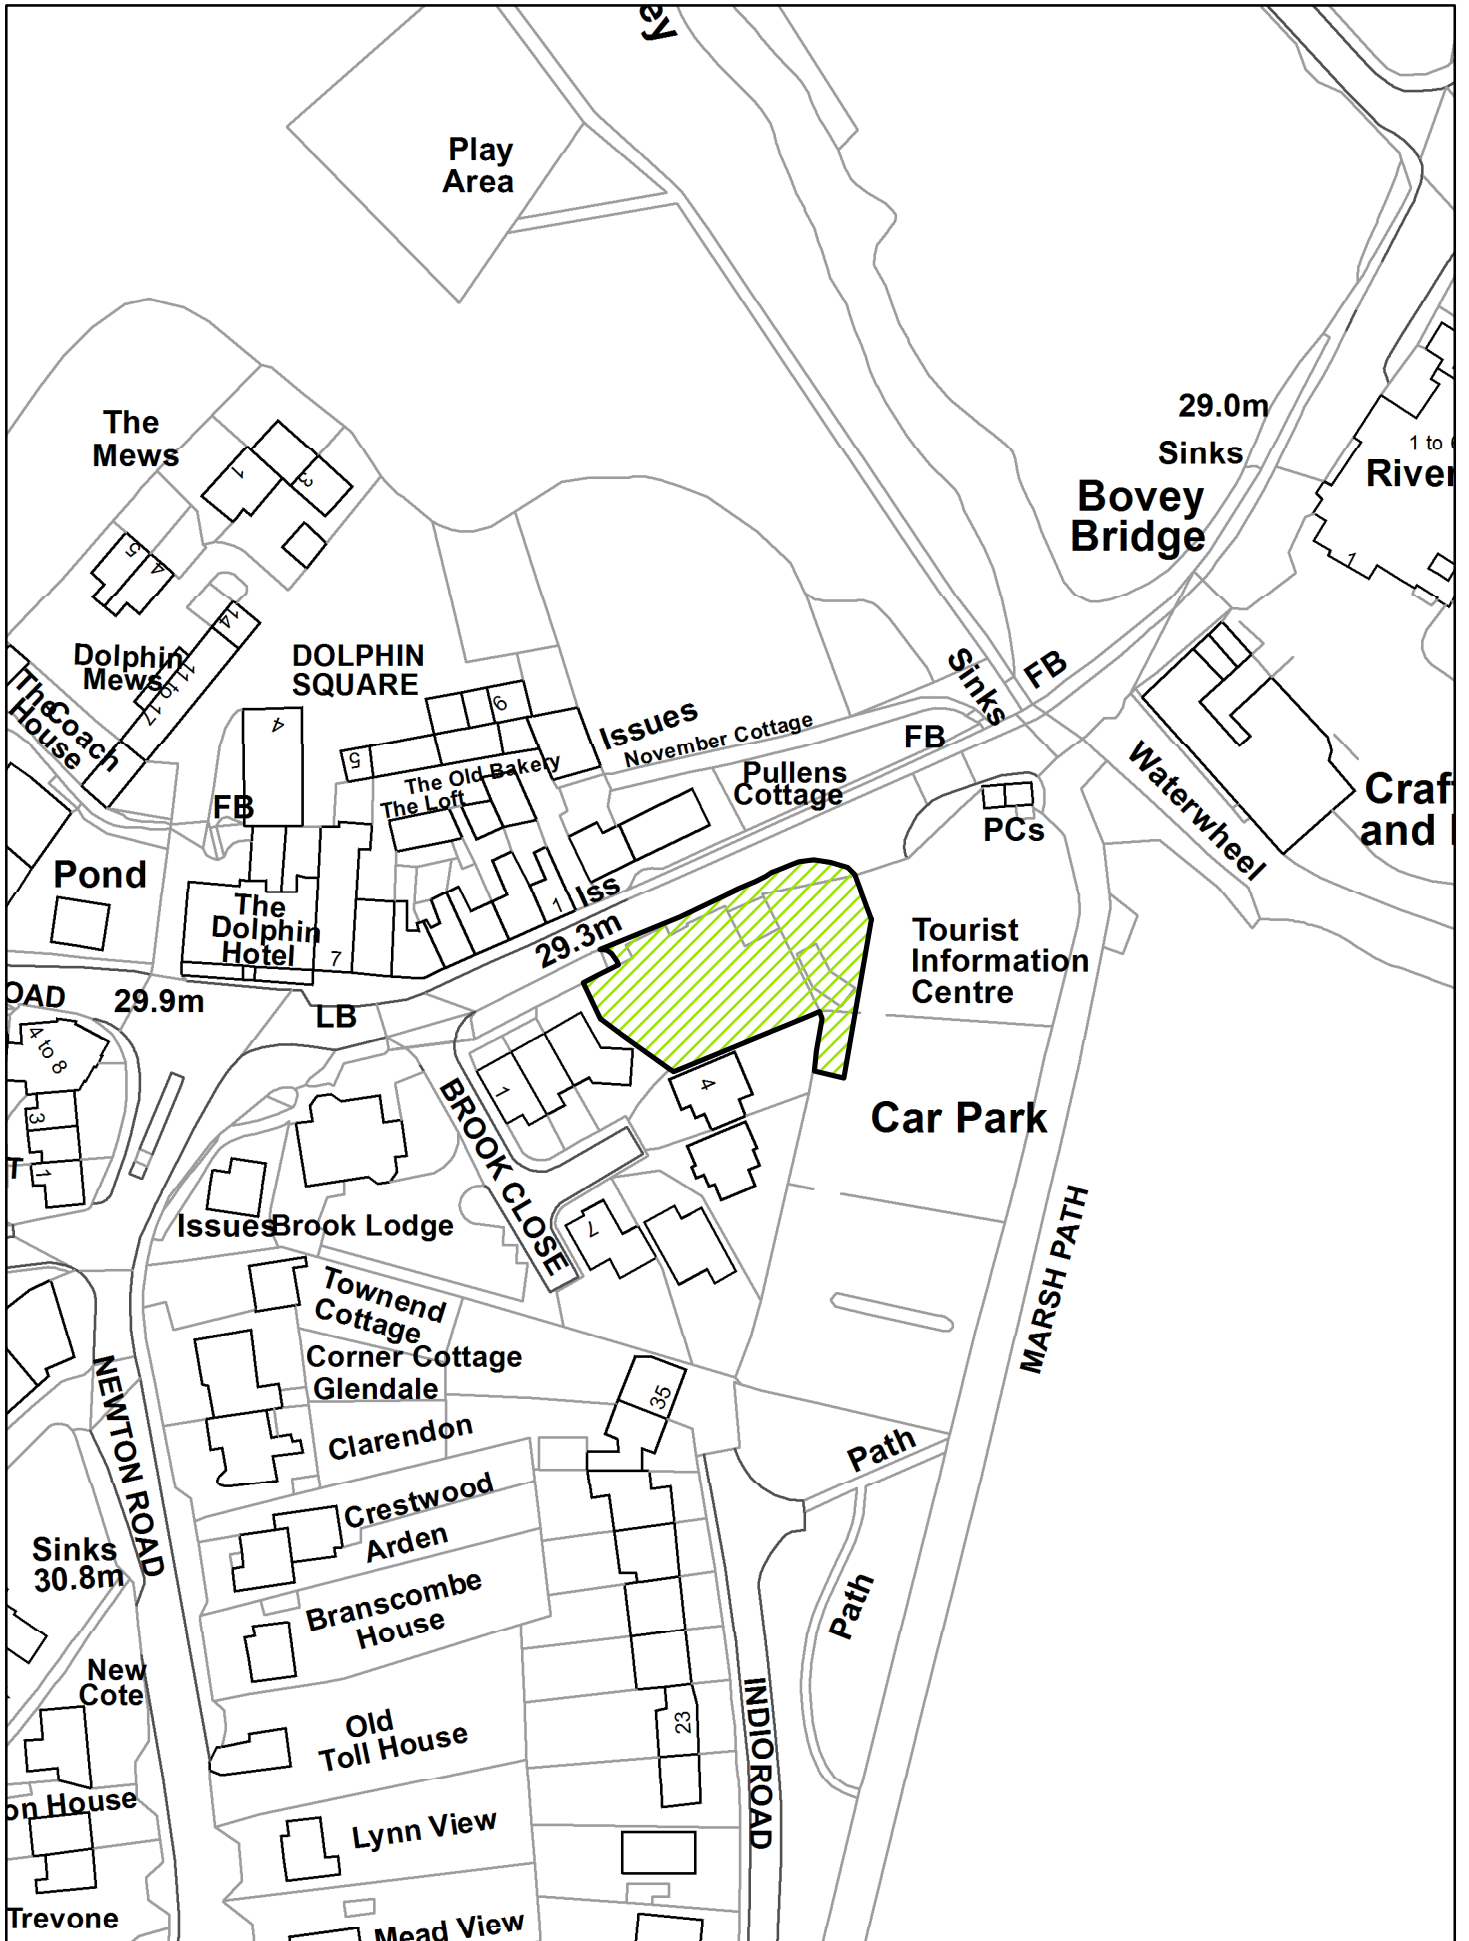 ey
Play
Area
The
Mews
1
3
5
4
14
Dolphin
Mews
11 to 17
The Coach
House
DOLPHIN
SQUARE
4
9
5
The Old Bakery
The Loft
FB
Issues
November Cottage
Pullens
Cottage
FB
Sinks
FB
29.0m
Sinks
Bovey
Bridge
1 to 6
River
1
Waterwheel
Craf
and
PCs
Pond
The
Dolphin
Hotel
7
1
Iss
29.3m
Tourist
Information
Centre
OAD
29.9m
LB
4 to 8
3
1
T
1
4
BROOK CLOSE
7
Car Park
MARSH PATH
Issues
Brook Lodge
Townend
Cottage
Corner Cottage
Glendale
Clarendon
35
Path
NEWTON ROAD
Crestwood
Arden
Sinks
30.8m
Branscombe
House
Path
New
Cote
Old
Toll House
23
INDIO ROAD
on House
Lynn View
Trevone
Mead View